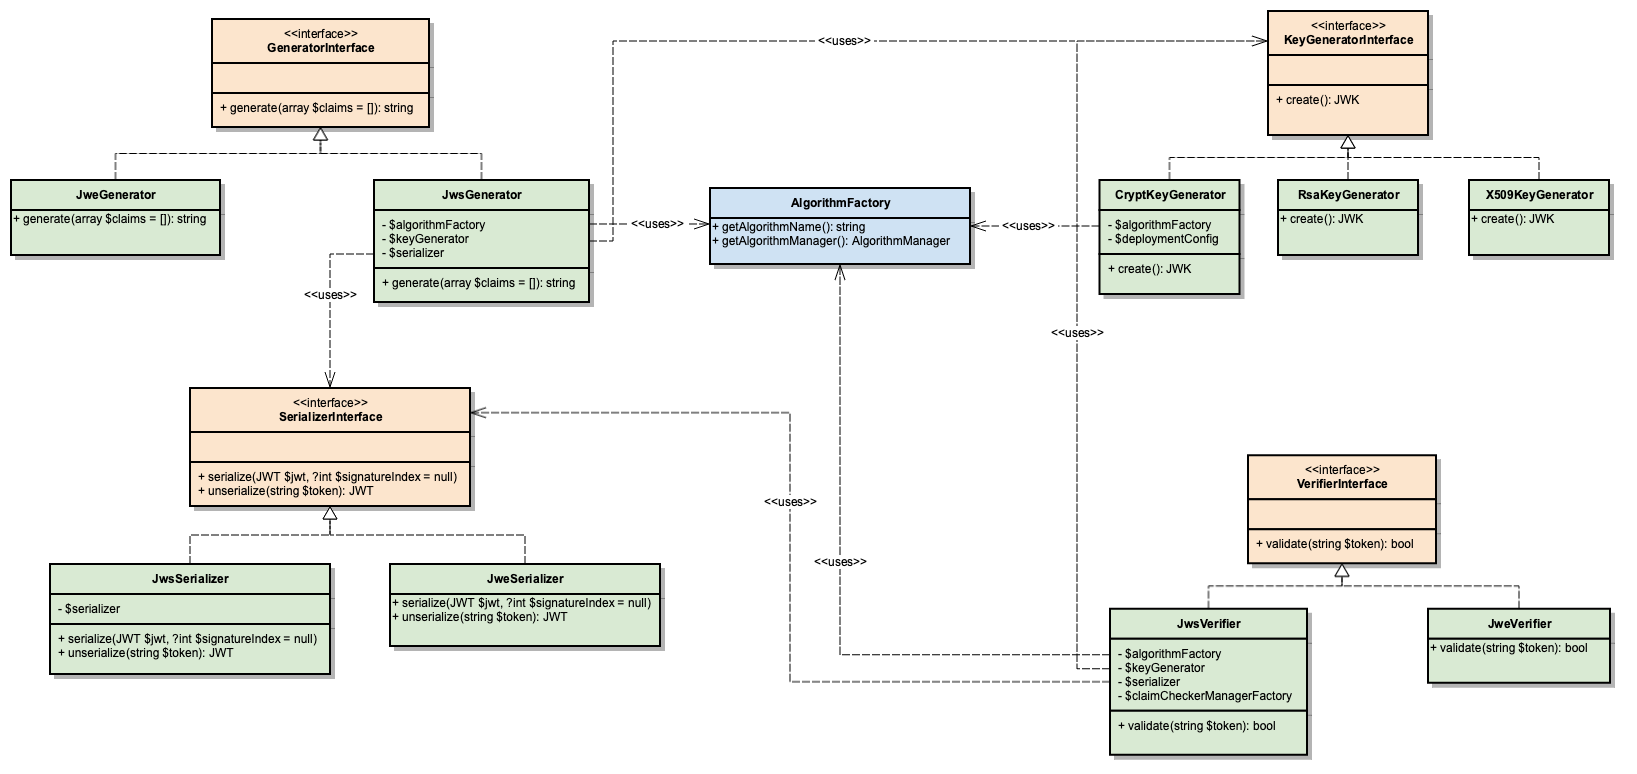 <<interface>>
GeneratorInterface
+ generate(array $claims = []): string
<<uses>>
<<interface>>
KeyGeneratorInterface
+ create(): JWK
JweGenerator
+ generate(array $claims = []): string
JwsGenerator
- $algorithmFactory
- $keyGenerator
- $serializer
+ generate(array $claims = []): string
<<uses>>
AlgorithmFactory
+ getAlgorithmName(): string
+ getAlgorithmManager(): AlgorithmManager
<<uses>>
CryptKeyGenerator
- $algorithmFactory
- $deploymentConfig
+ create(): JWK
RsaKeyGenerator
+ create(): JWK
X509KeyGenerator
+ create(): JWK
<<uses>>
<<uses>>
<<interface>>
SerializerInterface
+ serialize(JWT $jwt, ?int $signatureIndex = null)
+ unserialize(string $token): JWT
<<uses>>
<<uses>>
<<interface>>
VerifierInterface
+ validate(string $token): bool
JwsSerializer
- $serializer
+ serialize(JWT $jwt, ?int $signatureIndex = null)
+ unserialize(string $token): JWT
JweSerializer
+ serialize(JWT $jwt, ?int $signatureIndex = null)
+ unserialize(string $token): JWT
JwsVerifier
- $algorithmFactory
- $keyGenerator
- $serializer
- $claimCheckerManagerFactory
+ validate(string $token): bool
JweVerifier
+ validate(string $token): bool